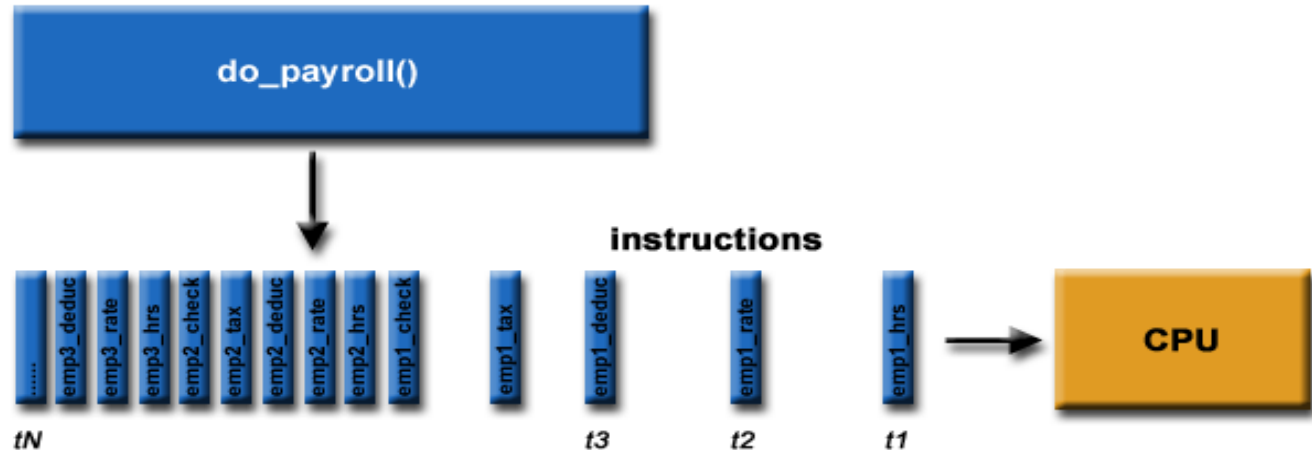 do_payroll()
instructions
......
emp3_deduc
emp3_rate
emp3_hrs
emp2_check
emp2_tax
emp2_deduc
emp2_rate
emp2_hrs
emp1_check
emp1_tax
emp1_deduc
emp1_rate
emp1_hrs
CPU
tN
t3
t2
t1